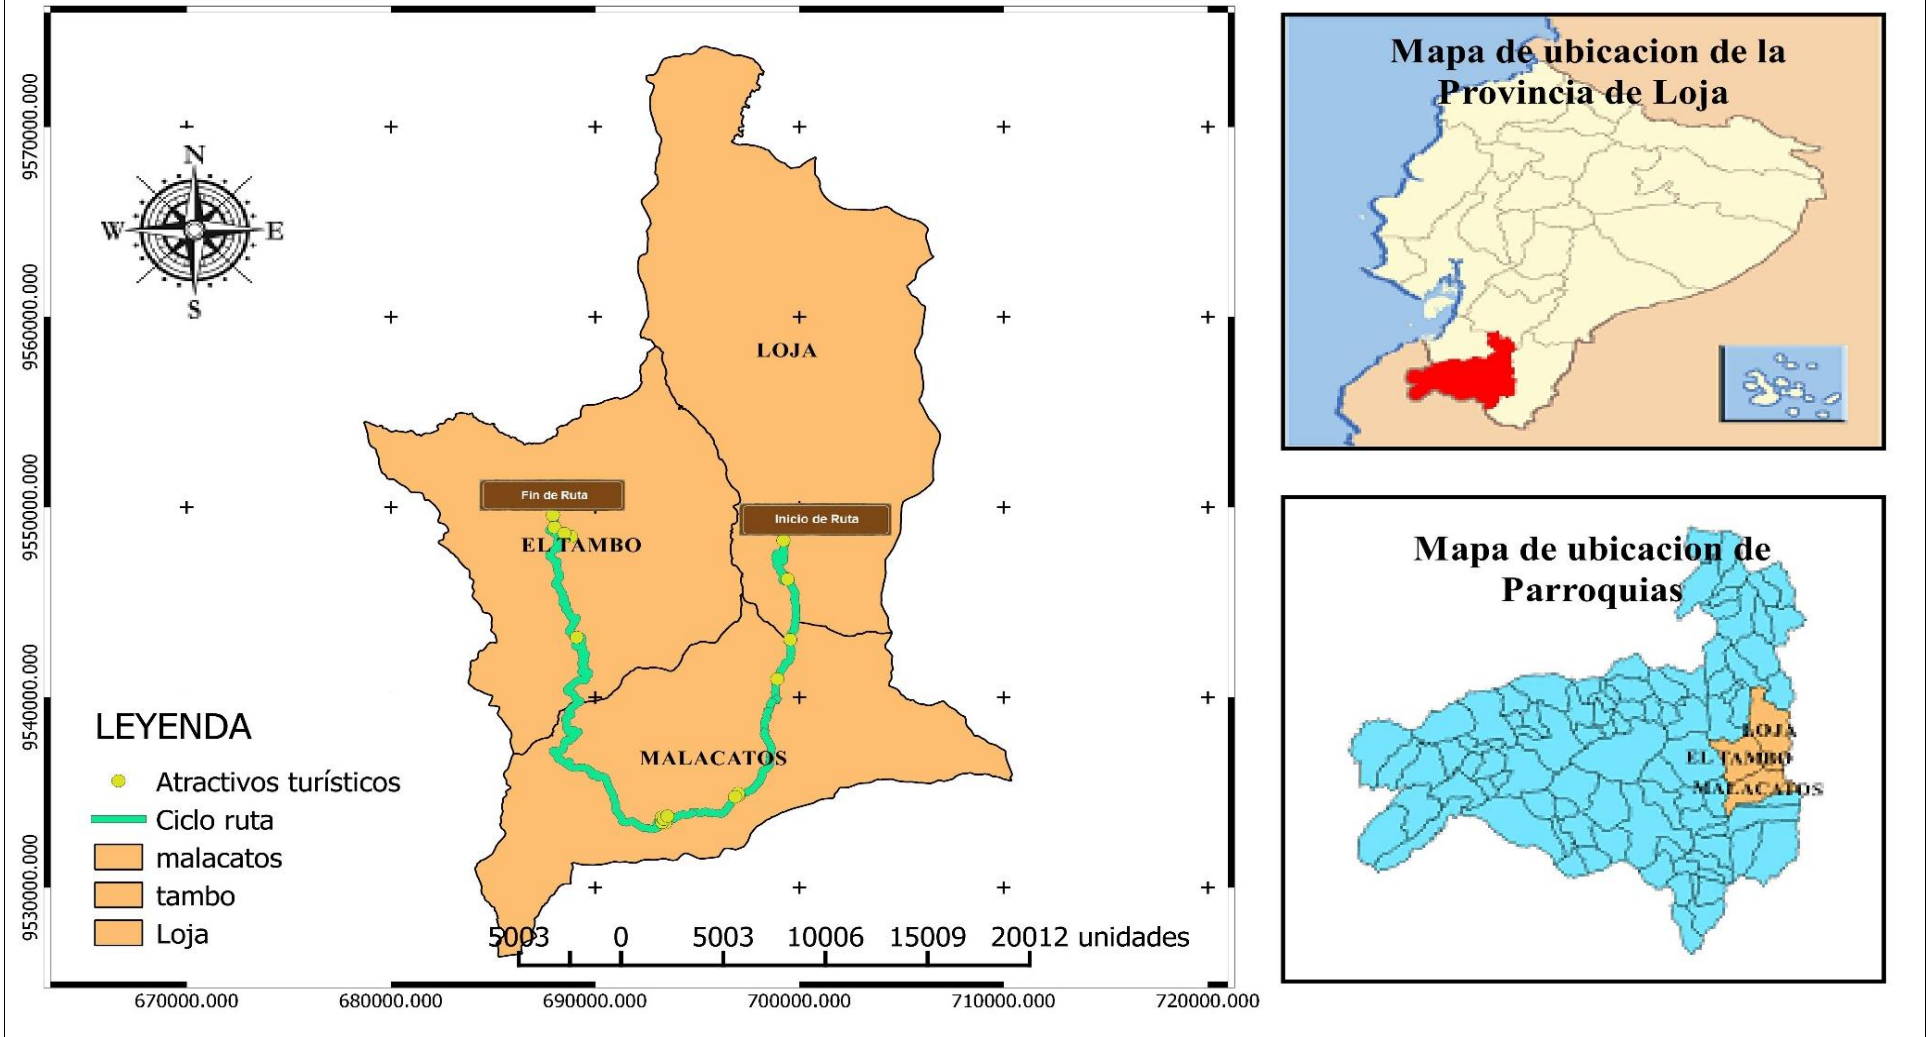 9570000.000
9560000.000
9550000.000
9540000.000
9530000.000
N
W
E
S
LOJA
Fin de Ruta
Inicio de Ruta
EL TAMBO
MALACATOS
LEYENDA
Atractivos turísticos
Ciclo ruta
malacatos
tambo
Loja
5003 0 5003 10006 15009 20012 unidades
670000.000 680000.000 690000.000 700000.000 710000.000 720000.000
Mapa de ubicacion de la
Provincia de Loja
Mapa de ubicacion de
Parroquias
LOJA
EL TAMBO
MALACATOS